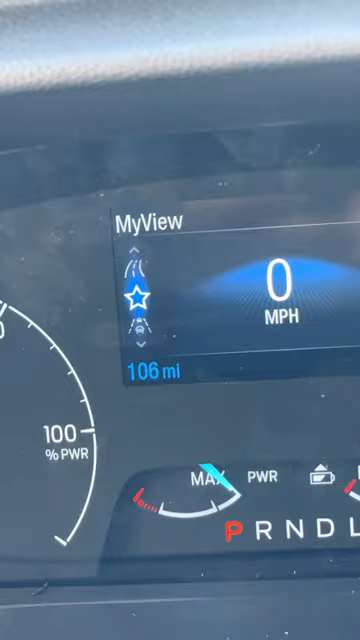 MyView
0
MPH
106 mi
100
% PWR
MAX PWR
P R N D L